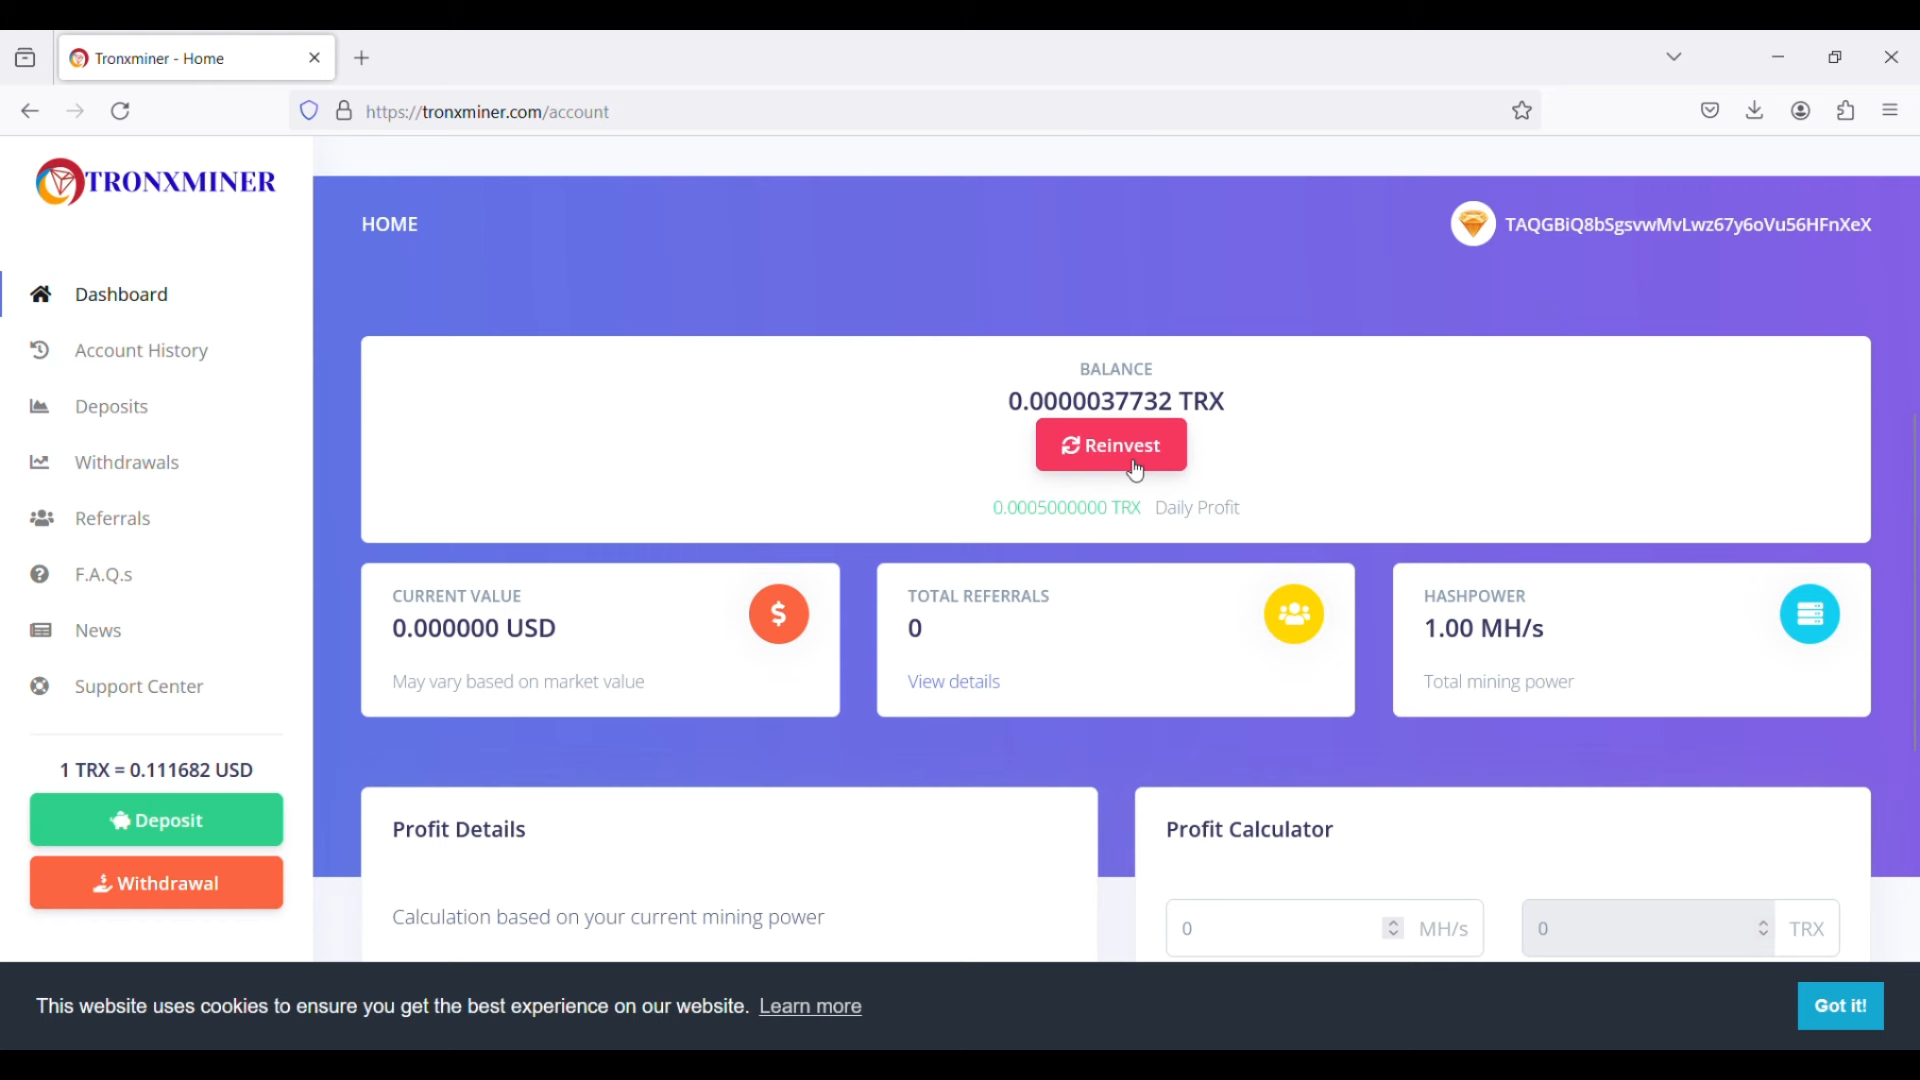 Tronxminer - Home
https://tronxminer.com/account
TRONXMINER
HOME
TAQGBiQ8bSgsvwMvLwz67y6oVu56HFnXeX
Dashboard
Account History
Deposits
Withdrawals
Referrals
F.A.Q.s
News
Support Center
1 TRX = 0.111682 USD
Deposit
Withdrawal
BALANCE
0.0000037732 TRX
Reinvest
0.0005000000 TRX Daily Profit
CURRENT VALUE
0.000000 USD
May vary based on market value
TOTAL REFERRALS
0
View details
HASHPOWER
1.00 MH/s
Total mining power
Profit Details
Calculation based on your current mining power
Profit Calculator
0 MH/s
0 TRX
This website uses cookies to ensure you get the best experience on our website. Learn more
Got it!